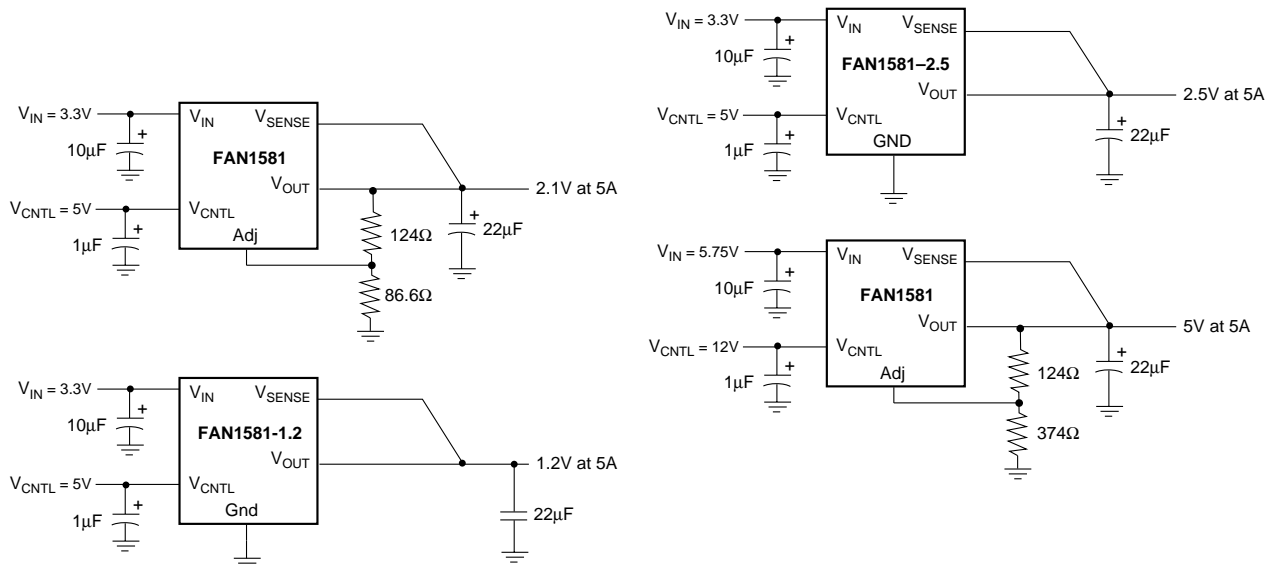 V_IN = 3.3V
10µF
+
V_IN
V_SENSE
FAN1581
V_OUT
2.1V at 5A
V_CNTL = 5V
1µF
+
V_CNTL
Adj
124Ω
86.6Ω
+
22µF
V_IN = 3.3V
10µF
+
V_IN
V_SENSE
FAN1581-1.2
V_OUT
1.2V at 5A
V_CNTL = 5V
1µF
+
V_CNTL
Gnd
22µF
V_IN = 3.3V
10µF
+
V_IN
V_SENSE
FAN1581–2.5
V_OUT
2.5V at 5A
V_CNTL = 5V
1µF
+
V_CNTL
GND
+
22µF
V_IN = 5.75V
10µF
+
V_IN
V_SENSE
FAN1581
V_OUT
5V at 5A
V_CNTL = 12V
1µF
+
V_CNTL
Adj
124Ω
374Ω
+
22µF